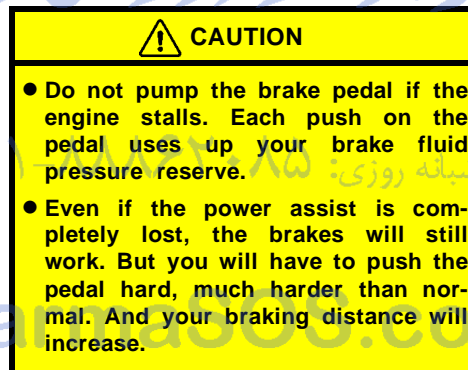 CAUTION
● Do not pump the brake pedal if the
engine stalls. Each push on the
pedal uses up your brake fluid
pressure reserve.
● Even if the power assist is com-
pletely lost, the brakes will still
work. But you will have to push the
pedal hard, much harder than nor-
mal. And your braking distance will
increase.